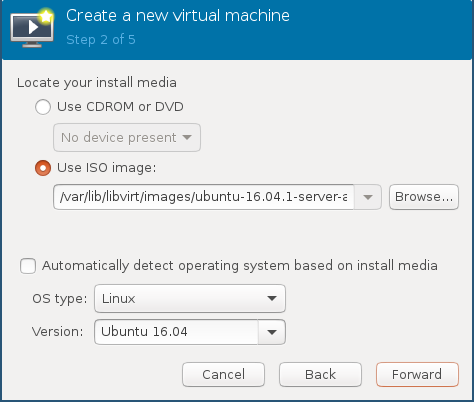 Create a new virtual machine
Step 2 of 5
Locate your install media
Use CDROM or DVD
No device present
Use ISO image:
/var/lib/libvirt/images/ubuntu-16.04.1-server-a
Browse...
Automatically detect operating system based on install media
OS type: Linux
Version: Ubuntu 16.04
Cancel Back Forward